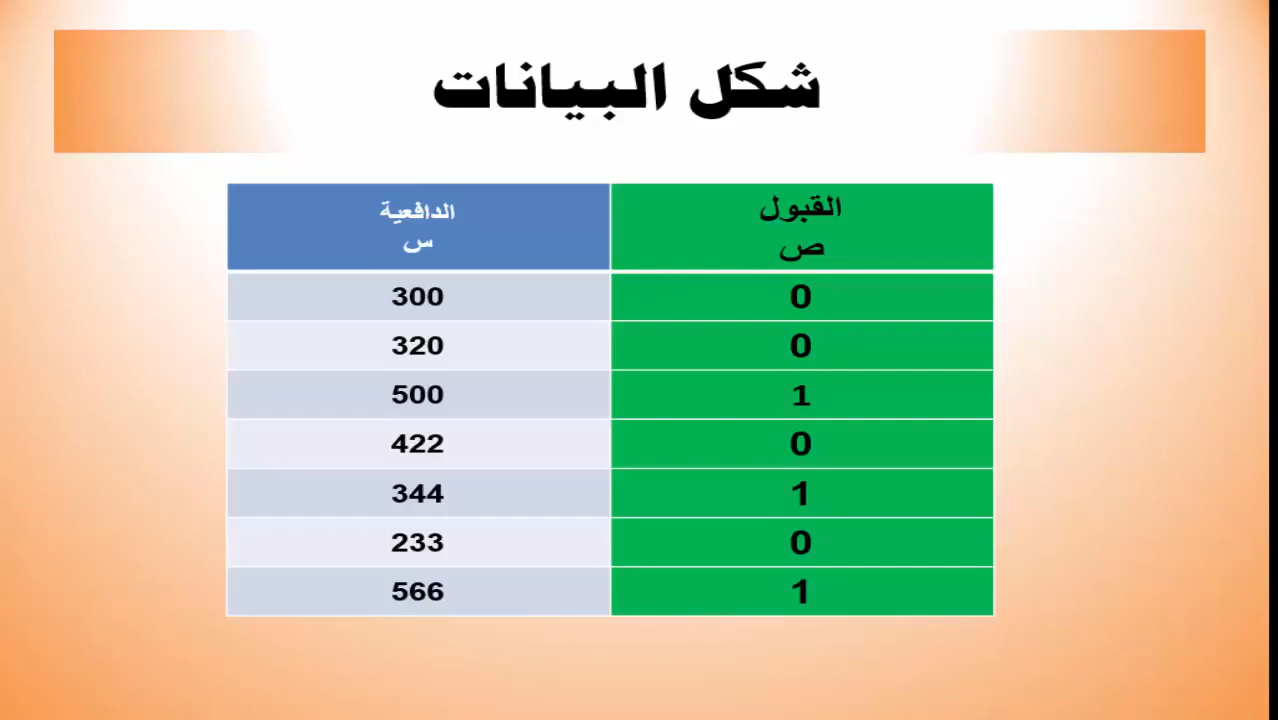 شكل البيانات
القبول الدافعية
ص س
0 300
0 320
1 500
0 422
1 344
0 233
1 566